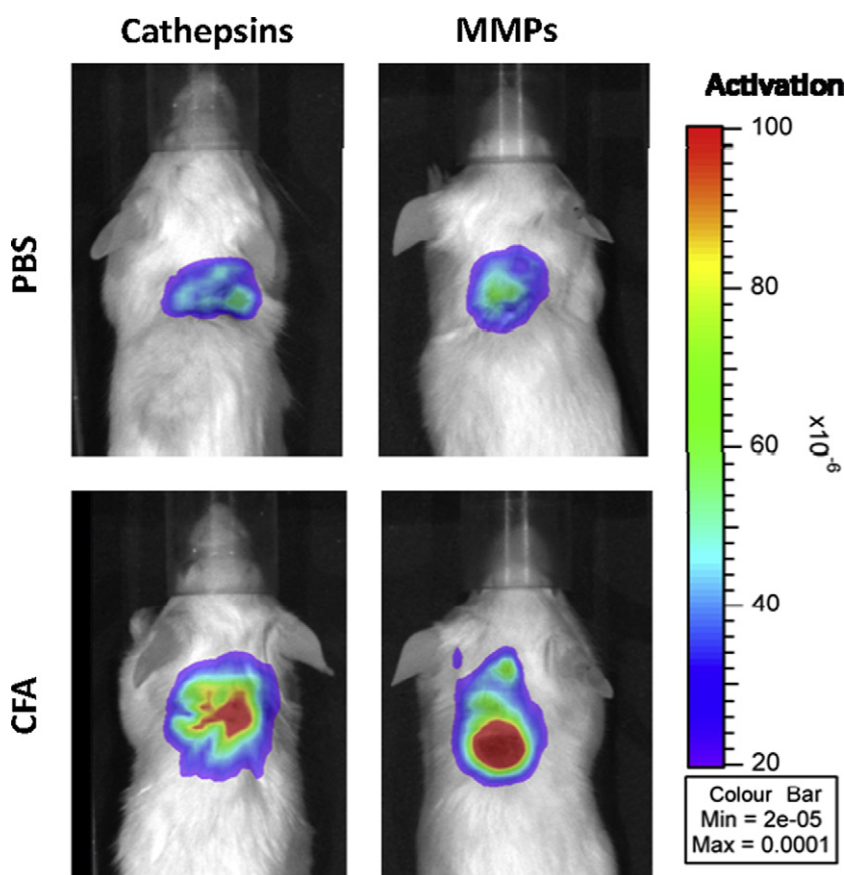 Cathepsins MMPs
Activation
PBS
CFA
100
80
60
40
20
x10-6
Colour Bar
Min = 2e-05
Max = 0.0001